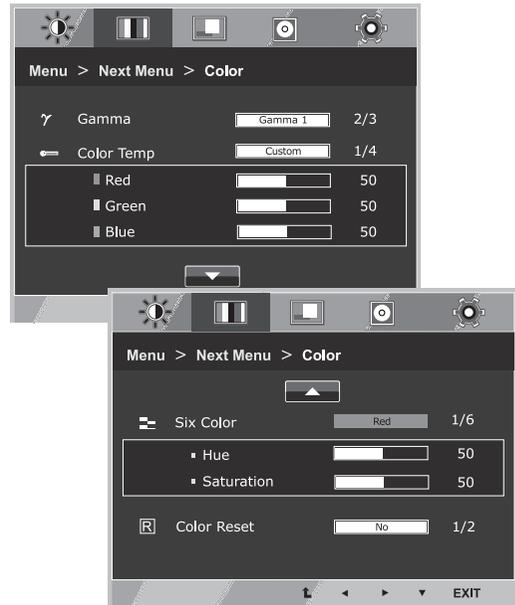 Menu > Next Menu > Color
γ Gamma Gamma 1 2/3
Color Temp Custom 1/4
Red 50
Green 50
Blue 50
Menu > Next Menu > Color
Six Color Red 1/6
Hue 50
Saturation 50
R Color Reset No 1/2
EXIT